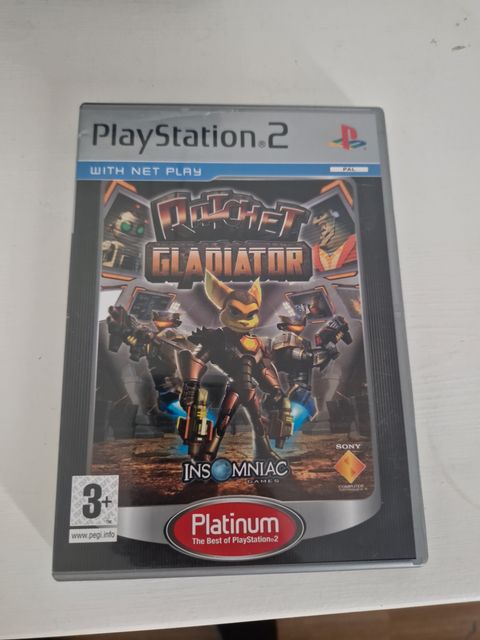 PlayStation®2
WITH NET PLAY
PAL
RATCHET
GLADIATOR
INSOMNIAC
GAMES
SONY
COMPUTER
3+
www.pegi.info
Platinum
The Best of PlayStation®2